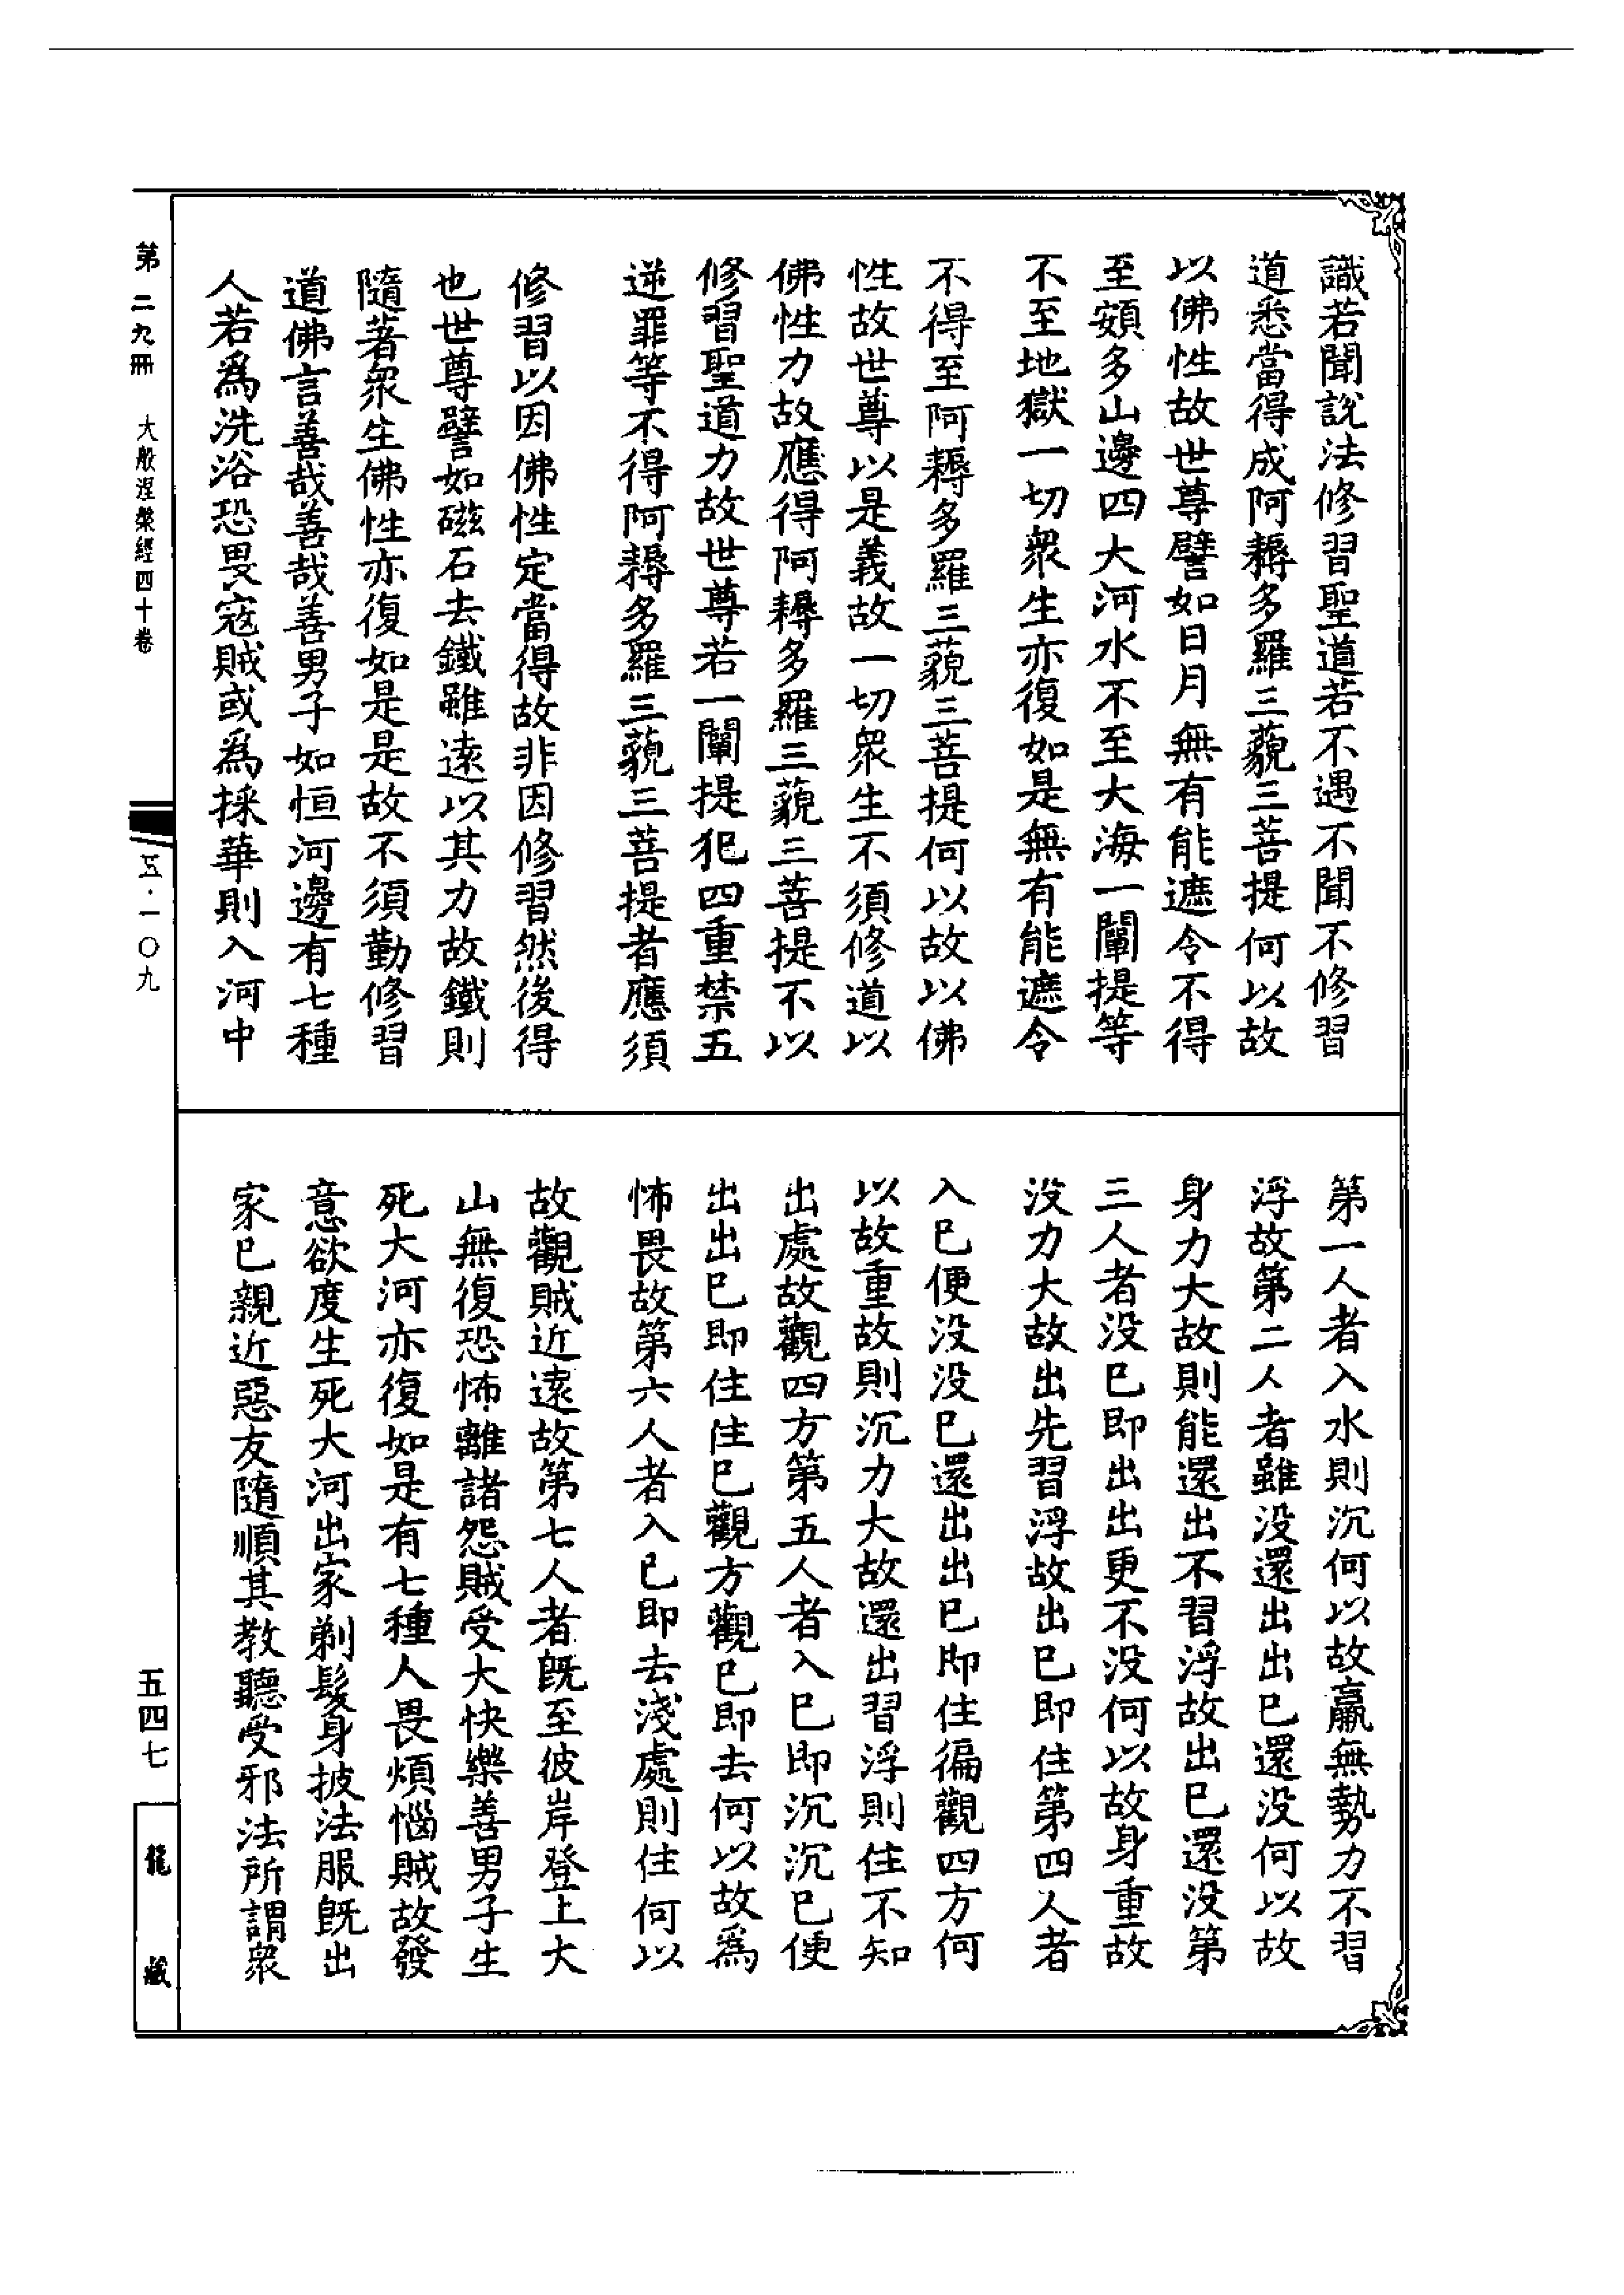 識若聞説法修習聖道若不遇不聞不修習
道悉當得成阿耨多羅三藐三菩提何以故
以佛性故世尊譬如日月無有能遮令不得
至頞多山邊四大河水不至大海一闡提等
不至地獄一切衆生亦復如是無有能遮令
不得至阿耨多羅三藐三菩提何以故以佛
性故世尊以是義故一切衆生不須修道以
佛性力故應得阿耨多羅三藐三菩提不以
修習聖道力故世尊若一闡提犯四重禁五
逆罪等不得阿耨多羅三藐三菩提者應須
修習以因佛性定當得故非因修習然後得
也世尊譬如磁石去鐵雖遠以其力故鐵則
隨著衆生佛性亦復如是是故不須勤修習
道佛言善哉善哉善男子如恒河邊有七種
人若爲洗浴恐畏寇賊或爲採華則入河中
第一人者入水則沉何以故羸無勢力不習
浮故第二人者雖没還出出已還没何以故
身力大故則能還出不習浮故出已還没第
三人者没已即出出更不没何以故身重故
没力大故出先習浮故出已即住第四人者
入已便没没已還出出已即住徧觀四方何
以故重故則沉力大故還出習浮則住不知
出處故觀四方第五人者入已即沉沉已便
出出已即住住已觀方觀已即去何以故爲
怖畏故第六人者入已即去淺處則住何以
故觀賊近遠故第七人者既至彼岸登上大
山無復恐怖離諸怨賊受大快樂善男子生
死大河亦復如是有七種人畏煩惱賊故發
意欲度生死大河出家剃髮身披法服既出
家已親近惡友隨順其教聽受邪法所謂衆
第二九冊 大般涅槃經四十卷
五·一〇九
五四七
龍藏